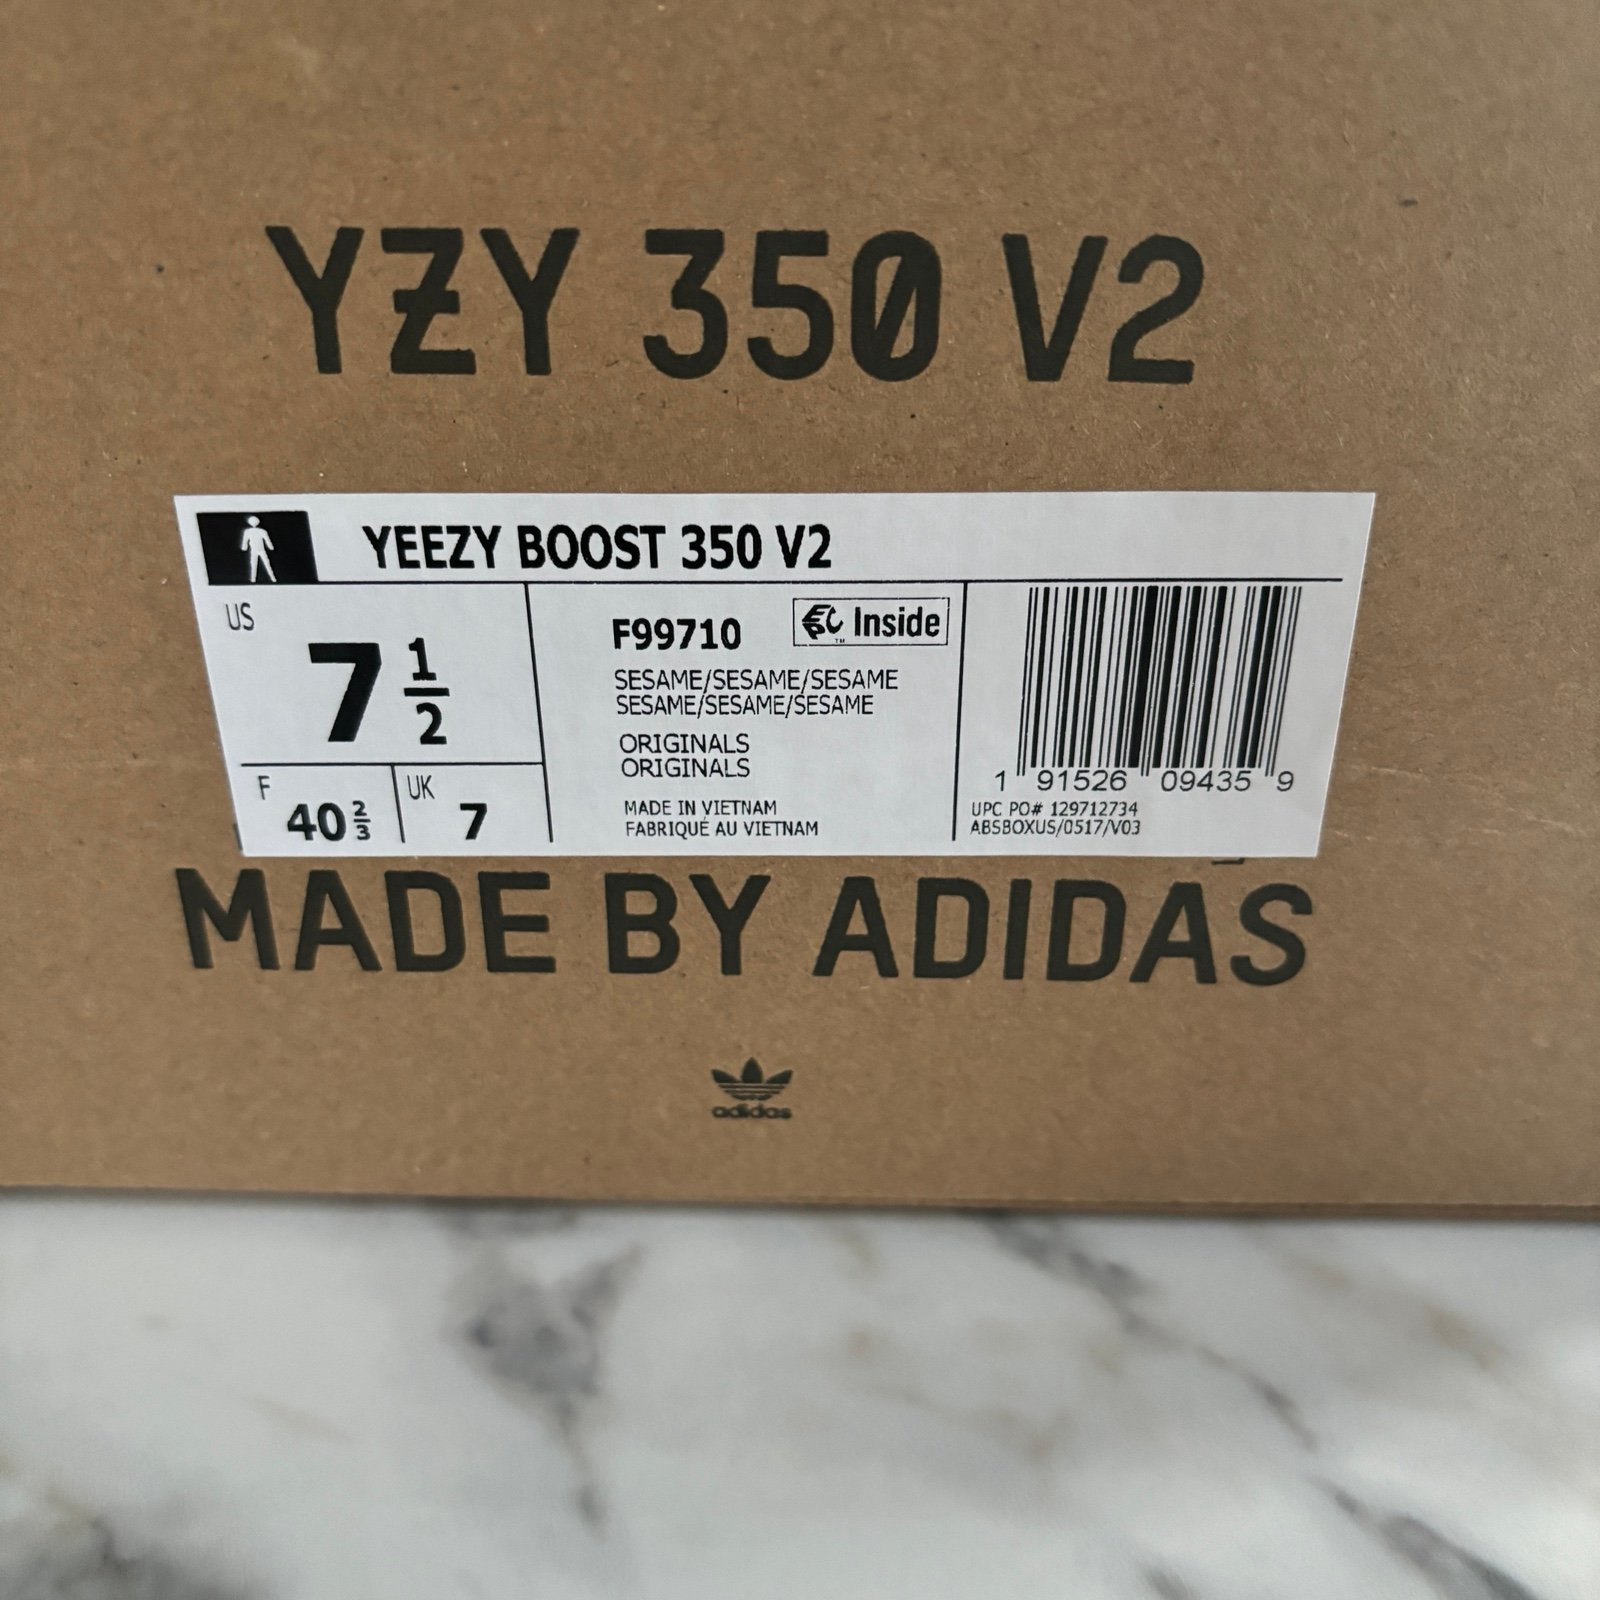 YZY 350 V2
YEEZY BOOST 350 V2
US
7 1/2
F
40 2/3
UK
7
F99710
EPC Inside
TM
SESAME/SESAME/SESAME
SESAME/SESAME/SESAME
ORIGINALS
ORIGINALS
MADE IN VIETNAM
FABRIQUÉ AU VIETNAM
1 91526 09435 9
UPC PO# 129712734
ABSBOXUS/0517/V03
MADE BY ADIDAS
adidas